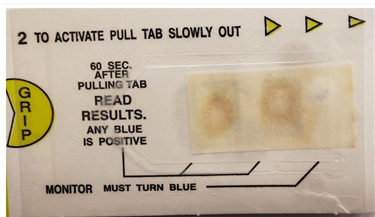 2 TO ACTIVATE PULL TAB SLOWLY OUT
GRIP
60 SEC.
AFTER
PULLING TAB
READ
RESULTS.
ANY BLUE
IS POSITIVE
MONITOR MUST TURN BLUE